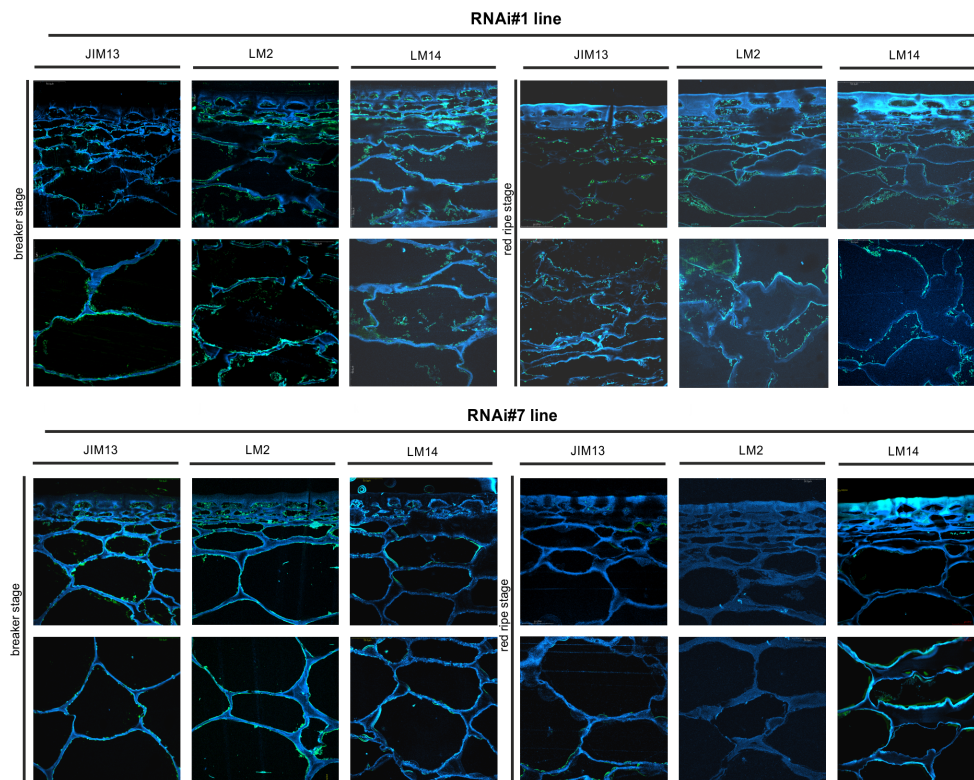 RNAi#1 line
JIM13 LM2 LM14 JIM13 LM2 LM14
breaker stage
red ripe stage
RNAi#7 line
JIM13 LM2 LM14 JIM13 LM2 LM14
breaker stage
red ripe stage